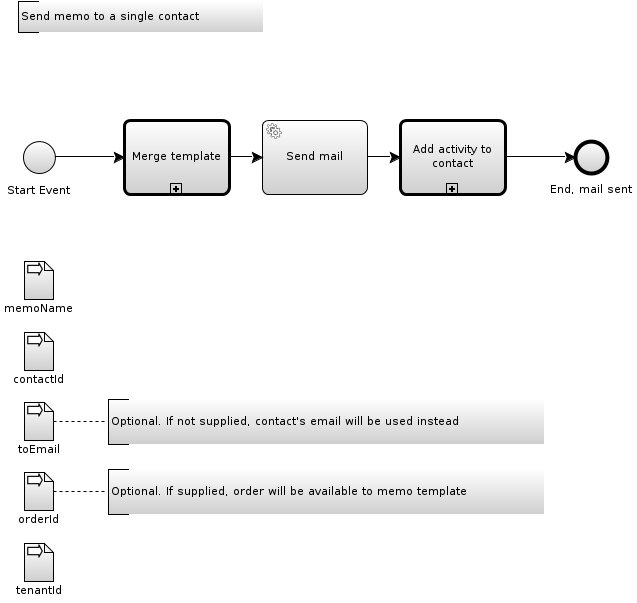 Send memo to a single contact
Merge template
Send mail
Add activity to
contact
Start Event
End, mail sent
memoName
contactId
Optional. If not supplied, contact's email will be used instead
toEmail
Optional. If supplied, order will be available to memo template
orderId
tenantId